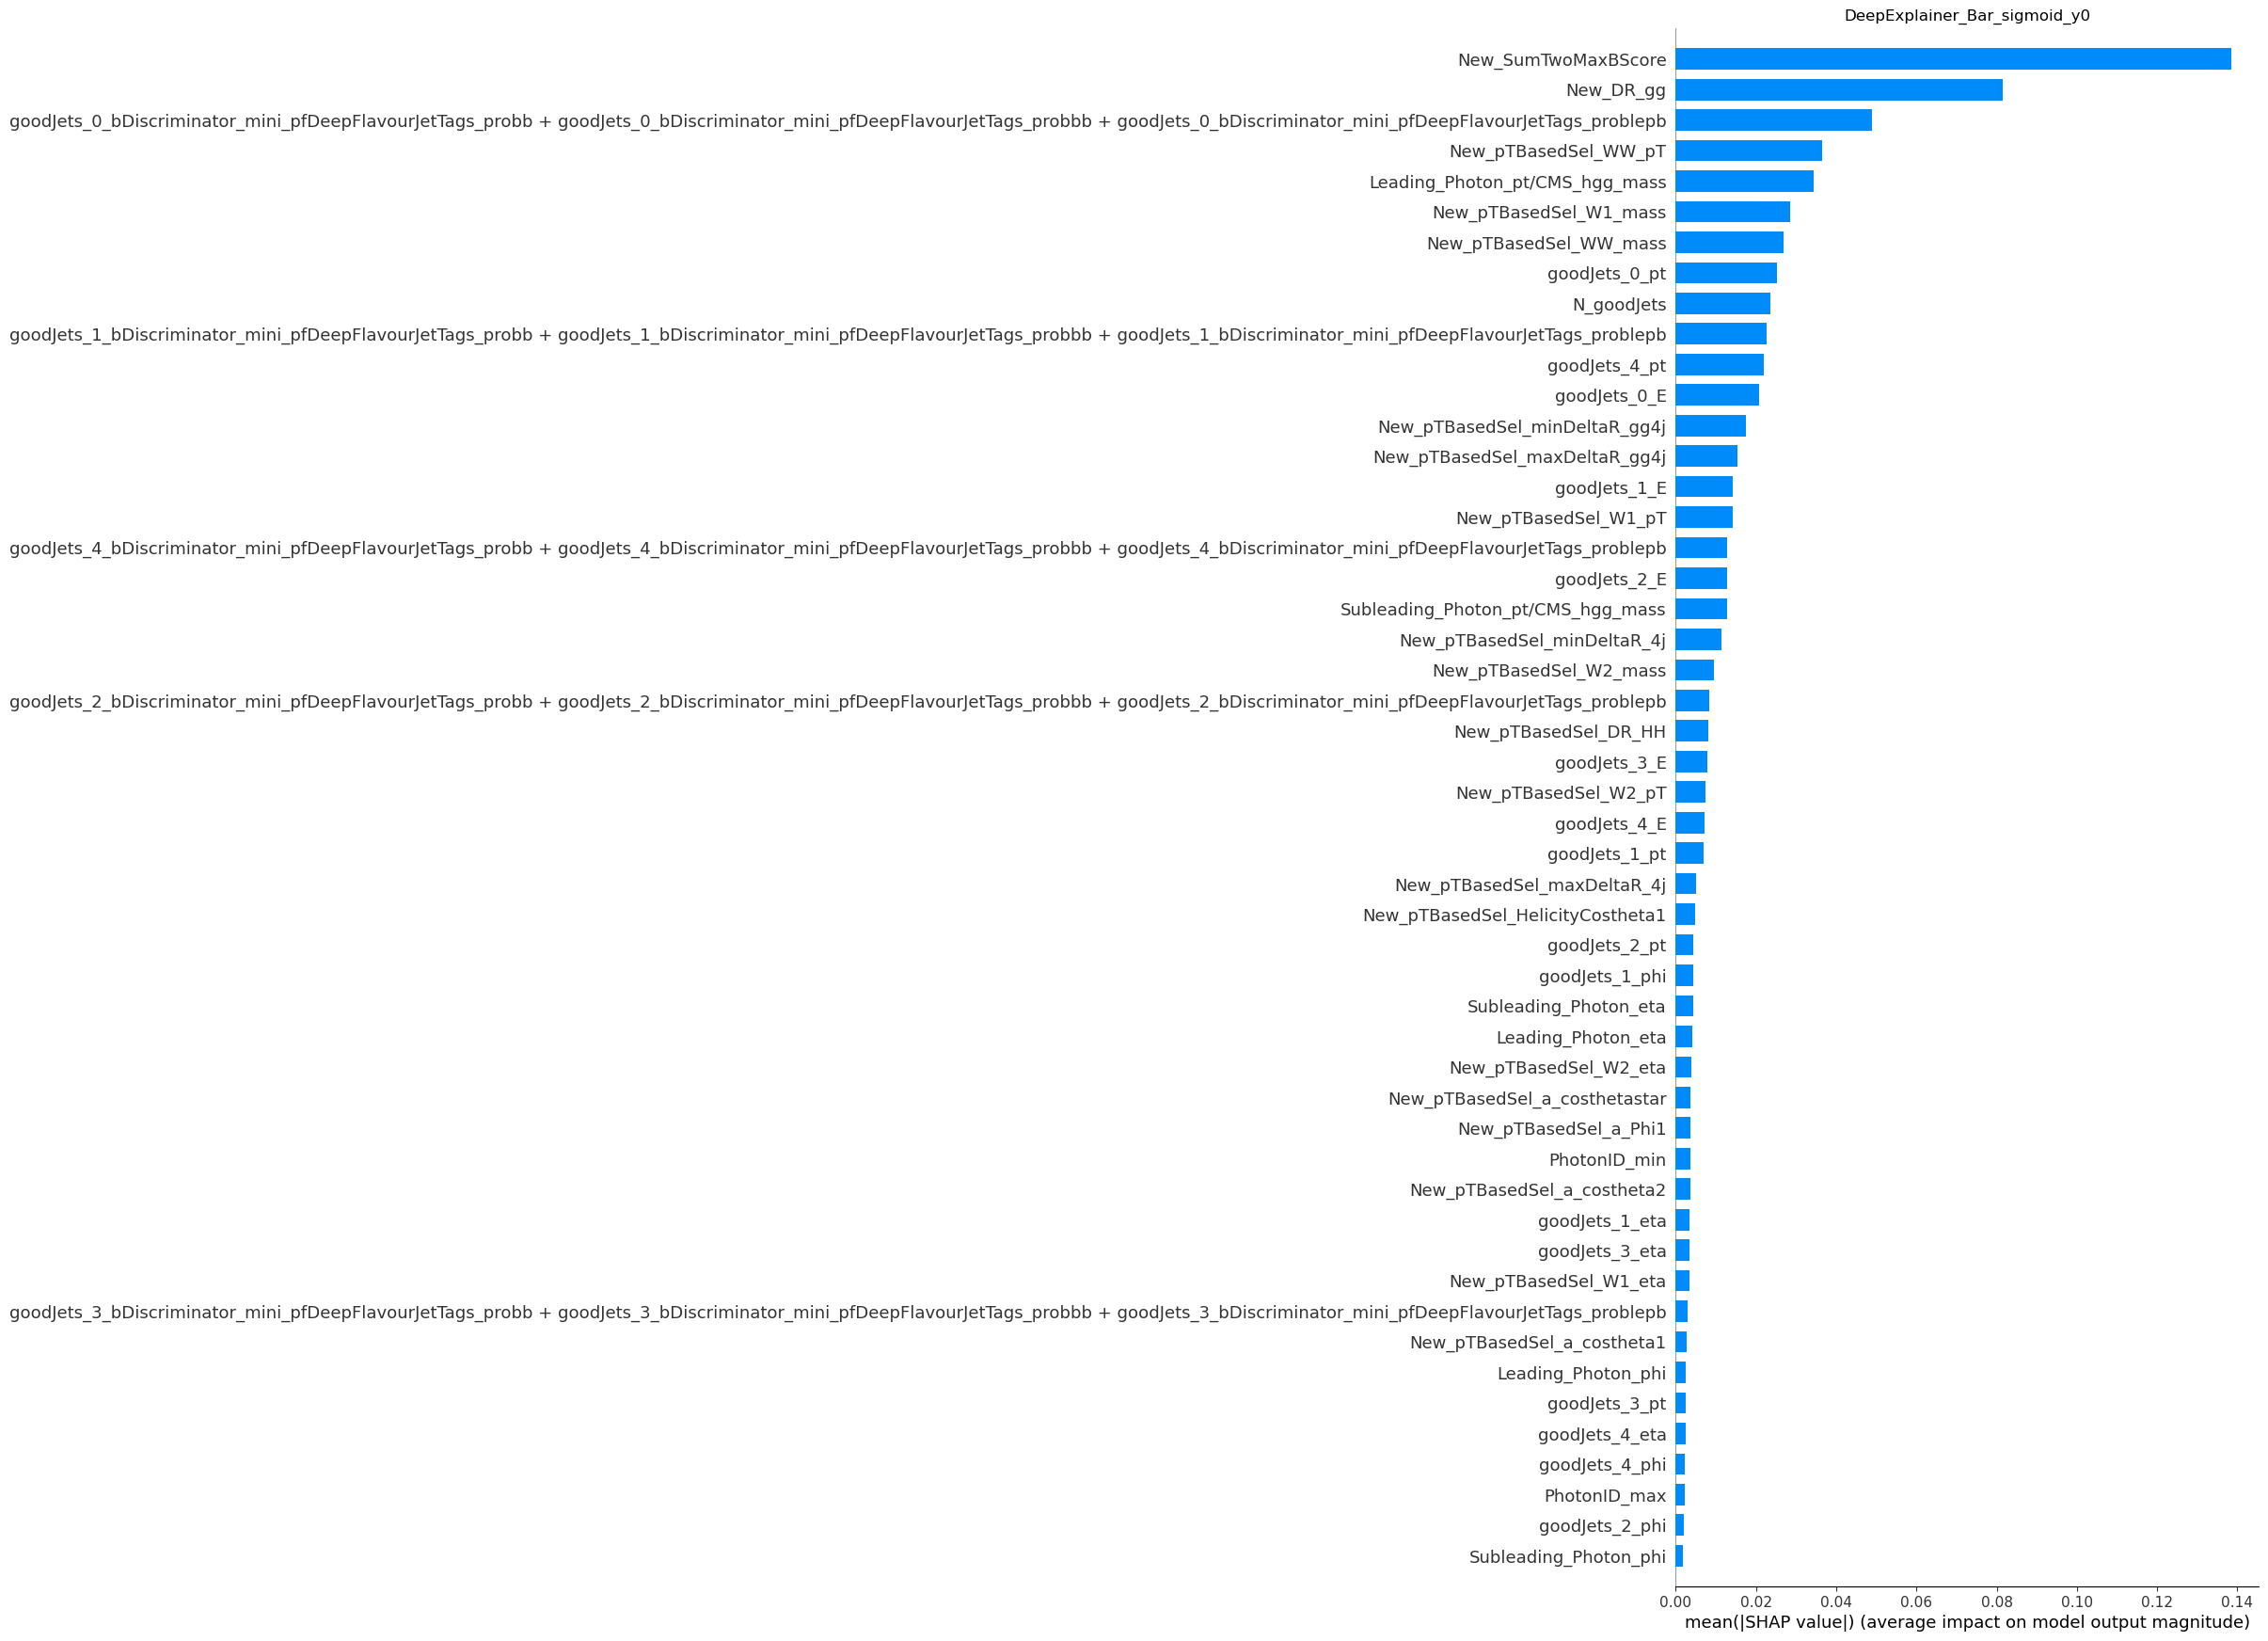 DeepExplainer_Bar_sigmoid_y0
New_SumTwoMaxBScore
New_DR_gg
goodJets_0_bDiscriminator_mini_pfDeepFlavourJetTags_probb + goodJets_0_bDiscriminator_mini_pfDeepFlavourJetTags_probbb + goodJets_0_bDiscriminator_mini_pfDeepFlavourJetTags_problepb
New_pTBasedSel_WW_pT
Leading_Photon_pt/CMS_hgg_mass
New_pTBasedSel_W1_mass
New_pTBasedSel_WW_mass
goodJets_0_pt
N_goodJets
goodJets_1_bDiscriminator_mini_pfDeepFlavourJetTags_probb + goodJets_1_bDiscriminator_mini_pfDeepFlavourJetTags_probbb + goodJets_1_bDiscriminator_mini_pfDeepFlavourJetTags_problepb
goodJets_4_pt
goodJets_0_E
New_pTBasedSel_minDeltaR_gg4j
New_pTBasedSel_maxDeltaR_gg4j
goodJets_1_E
New_pTBasedSel_W1_pT
goodJets_4_bDiscriminator_mini_pfDeepFlavourJetTags_probb + goodJets_4_bDiscriminator_mini_pfDeepFlavourJetTags_probbb + goodJets_4_bDiscriminator_mini_pfDeepFlavourJetTags_problepb
goodJets_2_E
Subleading_Photon_pt/CMS_hgg_mass
New_pTBasedSel_minDeltaR_4j
New_pTBasedSel_W2_mass
goodJets_2_bDiscriminator_mini_pfDeepFlavourJetTags_probb + goodJets_2_bDiscriminator_mini_pfDeepFlavourJetTags_probbb + goodJets_2_bDiscriminator_mini_pfDeepFlavourJetTags_problepb
New_pTBasedSel_DR_HH
goodJets_3_E
New_pTBasedSel_W2_pT
goodJets_4_E
goodJets_1_pt
New_pTBasedSel_maxDeltaR_4j
New_pTBasedSel_HelicityCostheta1
goodJets_2_pt
goodJets_1_phi
Subleading_Photon_eta
Leading_Photon_eta
New_pTBasedSel_W2_eta
New_pTBasedSel_a_costhetastar
New_pTBasedSel_a_Phi1
PhotonID_min
New_pTBasedSel_a_costheta2
goodJets_1_eta
goodJets_3_eta
New_pTBasedSel_W1_eta
goodJets_3_bDiscriminator_mini_pfDeepFlavourJetTags_probb + goodJets_3_bDiscriminator_mini_pfDeepFlavourJetTags_probbb + goodJets_3_bDiscriminator_mini_pfDeepFlavourJetTags_problepb
New_pTBasedSel_a_costheta1
Leading_Photon_phi
goodJets_3_pt
goodJets_4_eta
goodJets_4_phi
PhotonID_max
goodJets_2_phi
Subleading_Photon_phi
0.00 0.02 0.04 0.06 0.08 0.10 0.12 0.14
mean(|SHAP value|) (average impact on model output magnitude)